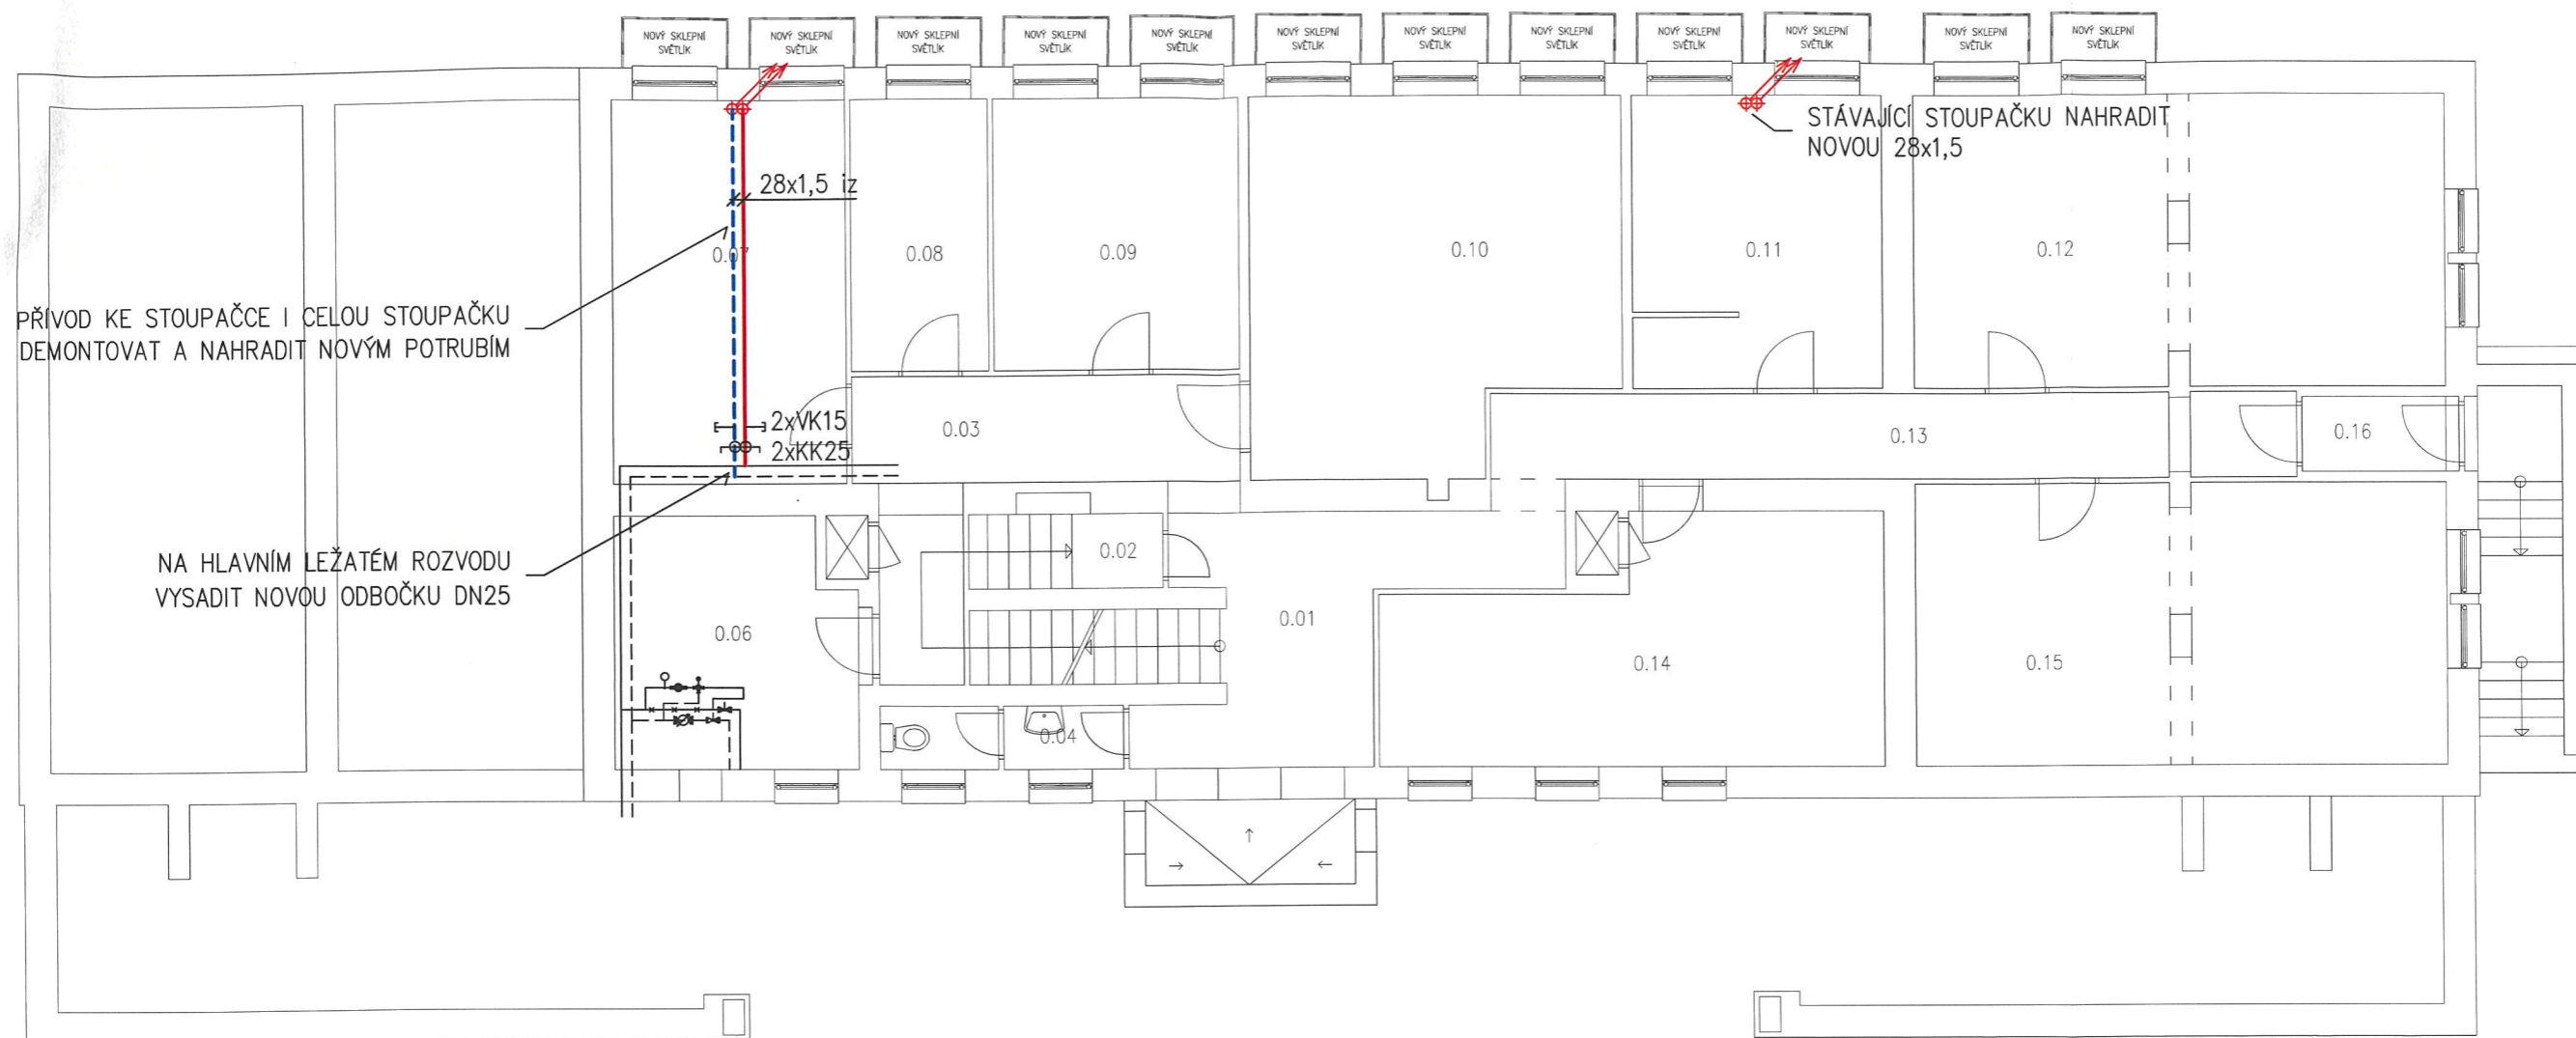 NOVÝ SKLEPNÍ
SVĚTLÍK
NOVÝ SKLEPNÍ
SVĚTLÍK
NOVÝ SKLEPNÍ
SVĚTLÍK
NOVÝ SKLEPNÍ
SVĚTLÍK
NOVÝ SKLEPNÍ
SVĚTLÍK
NOVÝ SKLEPNÍ
SVĚTLÍK
NOVÝ SKLEPNÍ
SVĚTLÍK
NOVÝ SKLEPNÍ
SVĚTLÍK
NOVÝ SKLEPNÍ
SVĚTLÍK
NOVÝ SKLEPNÍ
SVĚTLÍK
NOVÝ SKLEPNÍ
SVĚTLÍK
NOVÝ SKLEPNÍ
SVĚTLÍK
STÁVAJÍCÍ STOUPAČKU NAHRADIT
NOVOU 28x1,5
28x1,5 iz
0.07
0.08
0.09
0.10
0.11
0.12
PŘÍVOD KE STOUPAČCE I CELOU STOUPAČKU
DEMONTOVAT A NAHRADIT NOVÝM POTRUBÍM
2xVK15
2xKK25
0.03
0.13
0.16
NA HLAVNÍM LEŽATÉM ROZVODU
VYSADIT NOVOU ODBOČKU DN25
0.02
0.06
0.01
0.14
0.15
0.04